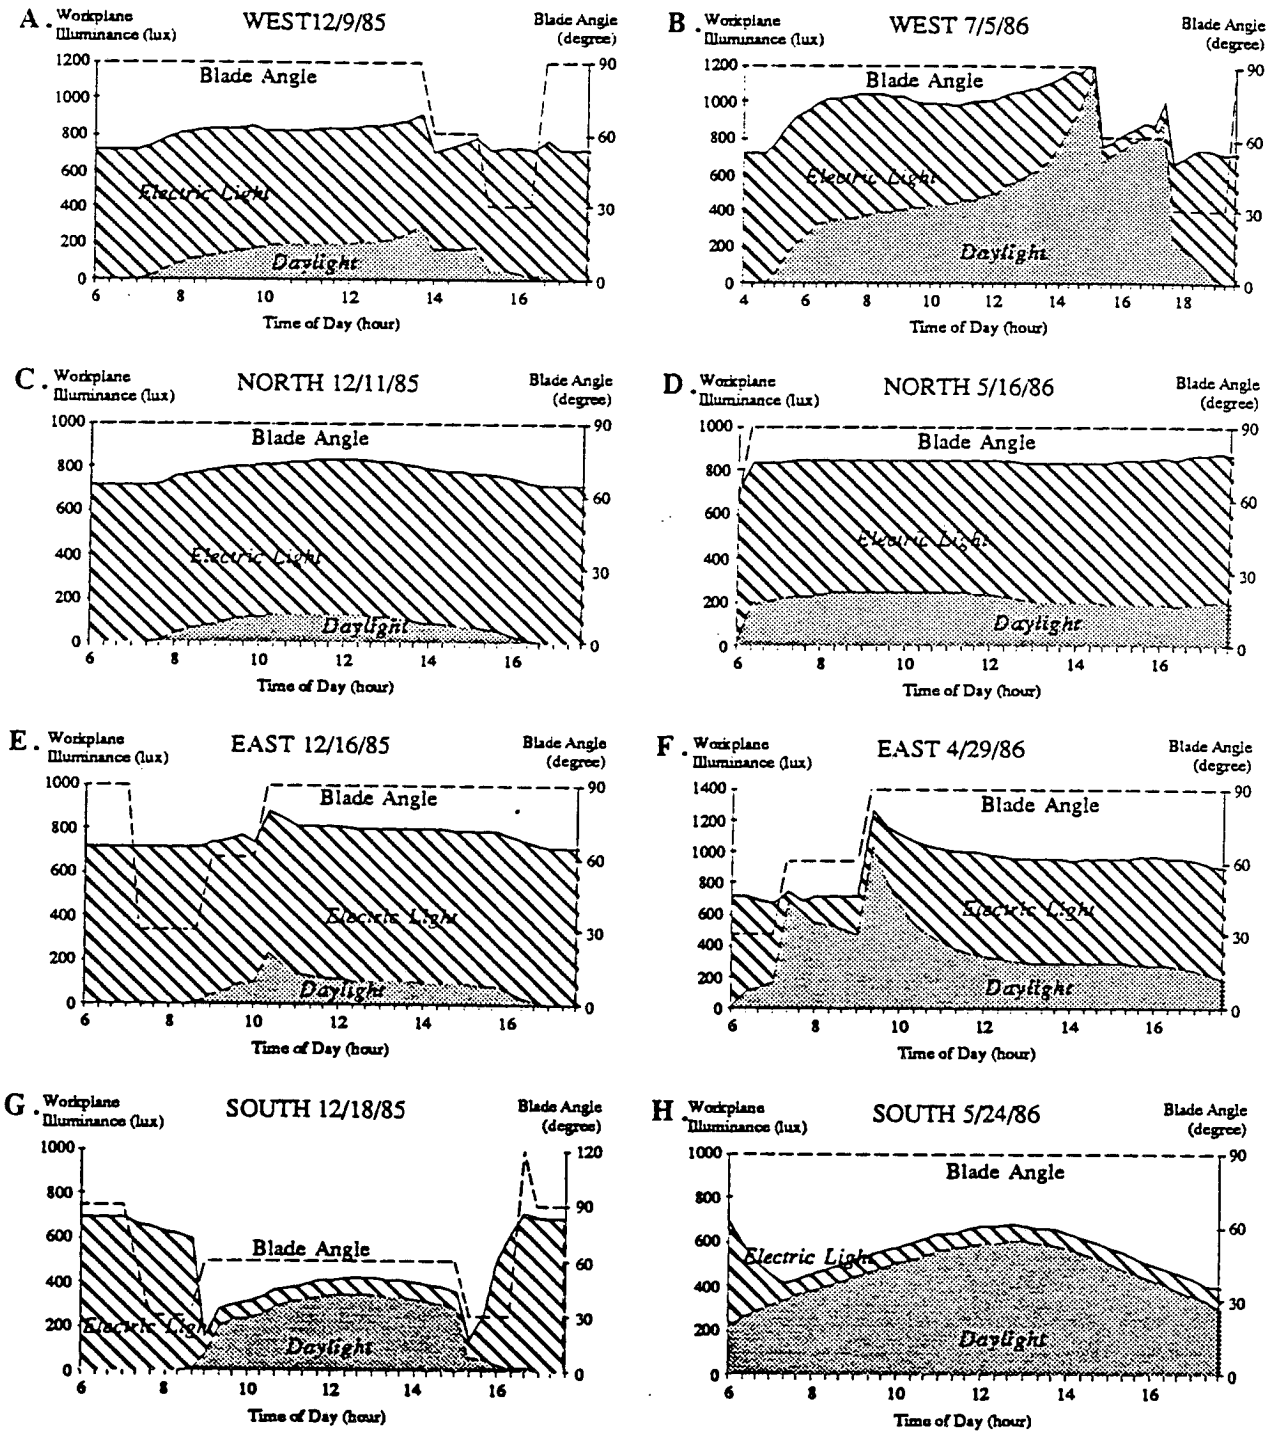 A. Workplane Illuminance (lux)
WEST12/9/85
Blade Angle (degree)
1200
1000
800
600
400
200
0
90
60
30
0
Blade Angle
Electric Light
Daylight
6 8 10 12 14 16
Time of Day (hour)
B. Workplane Illuminance (lux)
WEST 7/5/86
Blade Angle (degree)
1200
1000
800
600
400
200
0
90
60
30
0
Blade Angle
Electric Light
Daylight
4 6 8 10 12 14 16 18
Time of Day (hour)
C. Workplane Illuminance (lux)
NORTH 12/11/85
Blade Angle (degree)
1000
800
600
400
200
0
90
60
30
0
Blade Angle
Electric Light
Daylight
6 8 10 12 14 16
Time of Day (hour)
D. Workplane Illuminance (lux)
NORTH 5/16/86
Blade Angle (degree)
1000
800
600
400
200
0
90
60
30
0
Blade Angle
Electric Light
Daylight
6 8 10 12 14 16
Time of Day (hour)
E. Workplane Illuminance (lux)
EAST 12/16/85
Blade Angle (degree)
1000
800
600
400
200
0
90
60
30
0
Blade Angle
Electric Light
Daylight
6 8 10 12 14 16
Time of Day (hour)
F. Workplane Illuminance (lux)
EAST 4/29/86
Blade Angle (degree)
1400
1200
1000
800
600
400
200
0
90
60
30
0
Blade Angle
Electric Light
Daylight
6 8 10 12 14 16
Time of Day (hour)
G. Workplane Illuminance (lux)
SOUTH 12/18/85
Blade Angle (degree)
1000
800
600
400
200
0
120
90
60
30
0
Blade Angle
Electric Light
Daylight
6 8 10 12 14 16
Time of Day (hour)
H. Workplane Illuminance (lux)
SOUTH 5/24/86
Blade Angle (degree)
1000
800
600
400
200
0
90
60
30
0
Blade Angle
Electric Light
Daylight
6 8 10 12 14 16
Time of Day (hour)